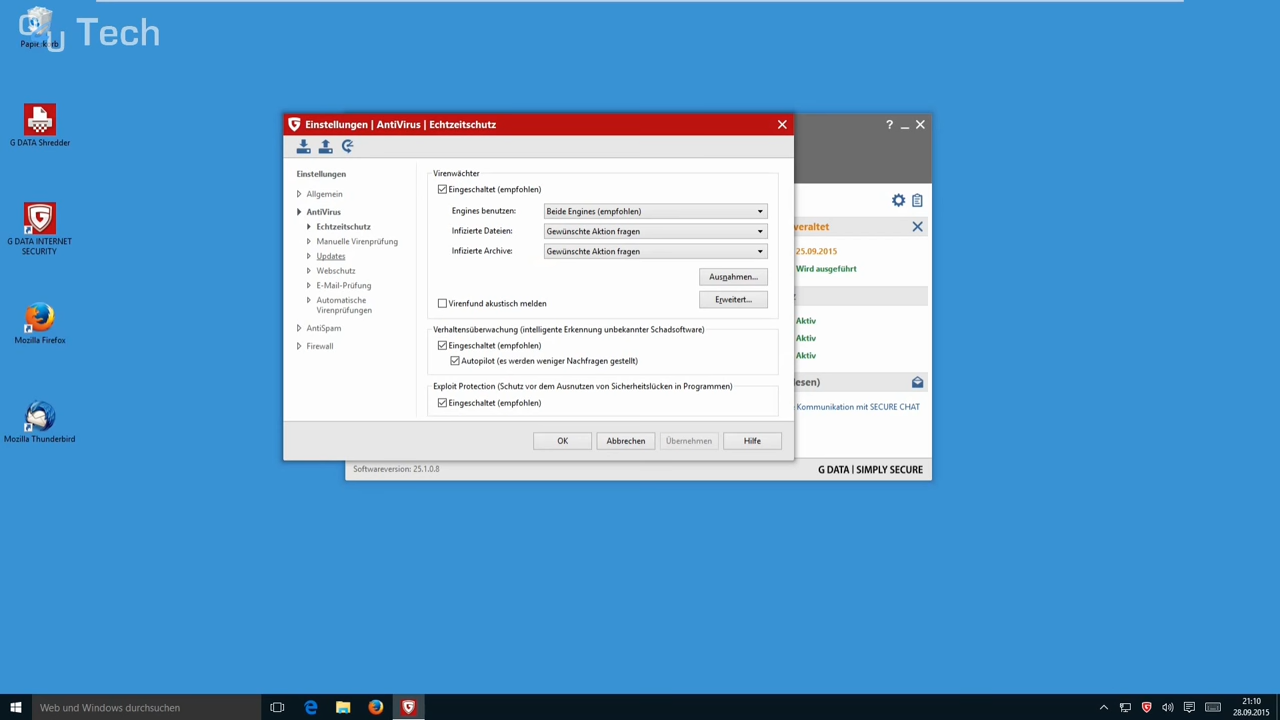 GU Tech
Papierkorb
G DATA Shredder
G DATA INTERNET
SECURITY
Mozilla Firefox
Mozilla Thunderbird
Einstellungen | AntiVirus | Echtzeitschutz
Einstellungen
Allgemein
AntiVirus
Echtzeitschutz
Manuelle Virenprüfung
Updates
Webschutz
E-Mail-Prüfung
Automatische
Virenprüfungen
AntiSpam
Firewall
Virenwächter
Eingeschaltet (empfohlen)
Engines benutzen: Beide Engines (empfohlen)
Infizierte Dateien: Gewünschte Aktion fragen
Infizierte Archive: Gewünschte Aktion fragen
Ausnahmen...
Erweitert...
Virenfund akustisch melden
Verhaltensüberwachung (intelligente Erkennung unbekannter Schadsoftware)
Eingeschaltet (empfohlen)
Autopilot (es werden weniger Nachfragen gestellt)
Exploit Protection (Schutz vor dem Ausnutzen von Sicherheitslücken in Programmen)
Eingeschaltet (empfohlen)
OK Abbrechen Übernehmen Hilfe
?
veraltet
25.09.2015
Wird ausgeführt
Aktiv
Aktiv
Aktiv
esen)
Kommunikation mit SECURE CHAT
Softwareversion: 25.1.0.8
G DATA | SIMPLY SECURE
Web und Windows durchsuchen
21:10
28.09.2015